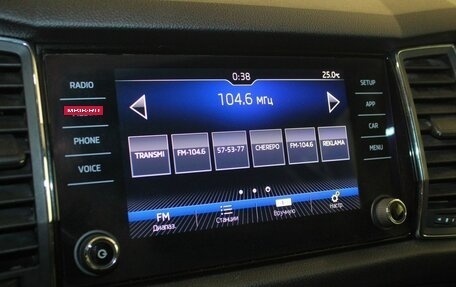 0:38
25.0°C
RADIO
SETUP
104.6 мгц
APP
PHONE
CAR
VOICE
MENU
TRANSMI
FM-104.6
57-53-77
CHEREPO
FM-104.6
REKLAMA
FM
Диапаз.
Станции
Вручную
Настр.